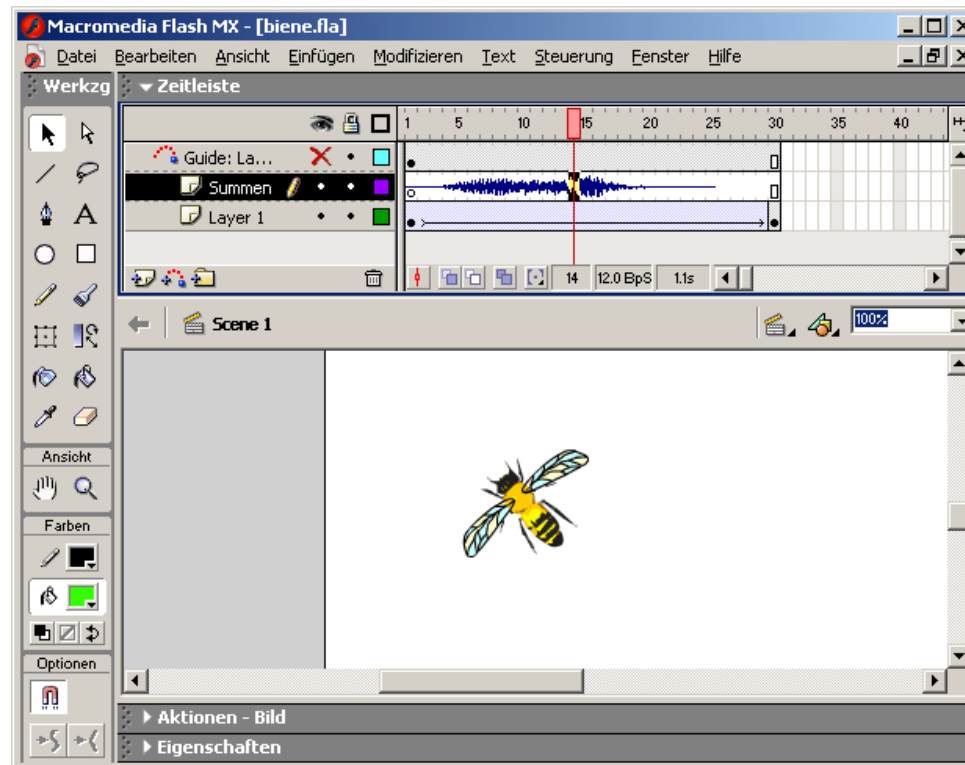 Macromedia Flash MX - [biene.fla]
Datei Bearbeiten Ansicht Einfügen Modifizieren Text Steuerung Fenster Hilfe
Werkzg Zeitleiste
1 5 10 15 20 25 30 35 40
Guide: La...
Summen
Layer 1
14 12.0 BpS 1.1s
Scene 1 100%
Ansicht
Farben
Optionen
Aktionen - Bild
Eigenschaften